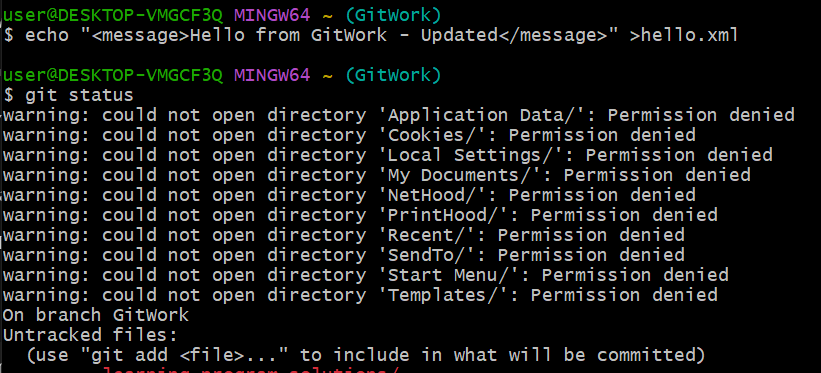 user@DESKTOP-VMGCF3Q MINGW64 ~ (GitWork)
$ echo "<message>Hello from GitWork - Updated</message>" >hello.xml
user@DESKTOP-VMGCF3Q MINGW64 ~ (GitWork)
$ git status
warning: could not open directory 'Application Data/': Permission denied
warning: could not open directory 'Cookies/': Permission denied
warning: could not open directory 'Local Settings/': Permission denied
warning: could not open directory 'My Documents/': Permission denied
warning: could not open directory 'NetHood/': Permission denied
warning: could not open directory 'PrintHood/': Permission denied
warning: could not open directory 'Recent/': Permission denied
warning: could not open directory 'SendTo/': Permission denied
warning: could not open directory 'Start Menu/': Permission denied
warning: could not open directory 'Templates/': Permission denied
On branch GitWork
Untracked files:
  (use "git add <file>..." to include in what will be committed)